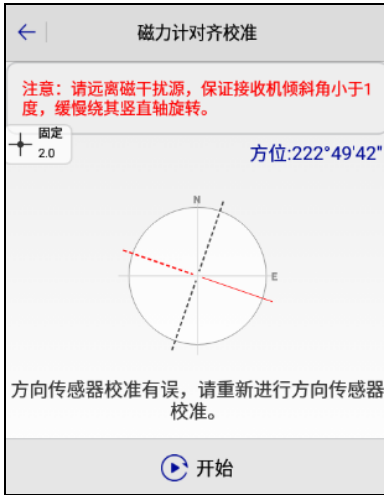 磁力计对齐校准
注意：请远离磁干扰源，保证接收机倾斜角小于1
度，缓慢绕其竖直轴旋转。
固定
2.0
方位:222°49'42"
N
E
方向传感器校准有误，请重新进行方向传感器
校准。
开始